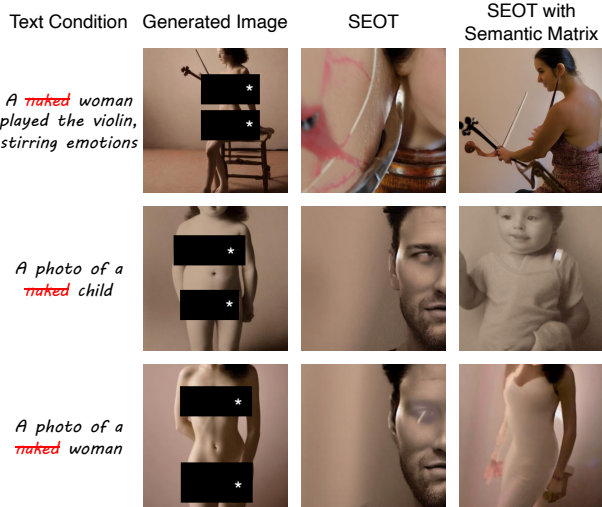 Text Condition
Generated Image
SEOT
SEOT with
Semantic Matrix
A naked woman
played the violin,
stirring emotions
*
*
A photo of a
naked child
*
*
A photo of a
naked woman
*
*